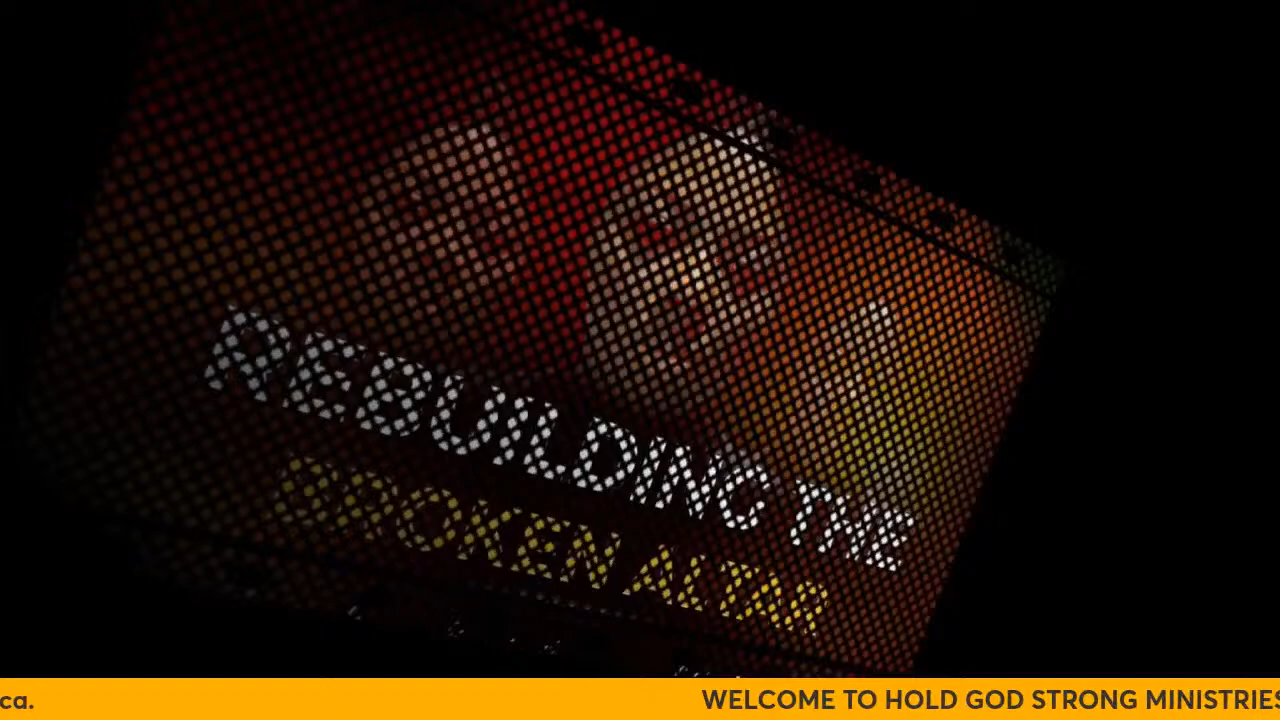 REBUILDING THE
BROKEN ALTAR
ca.
WELCOME TO HOLD GOD STRONG MINISTRIES